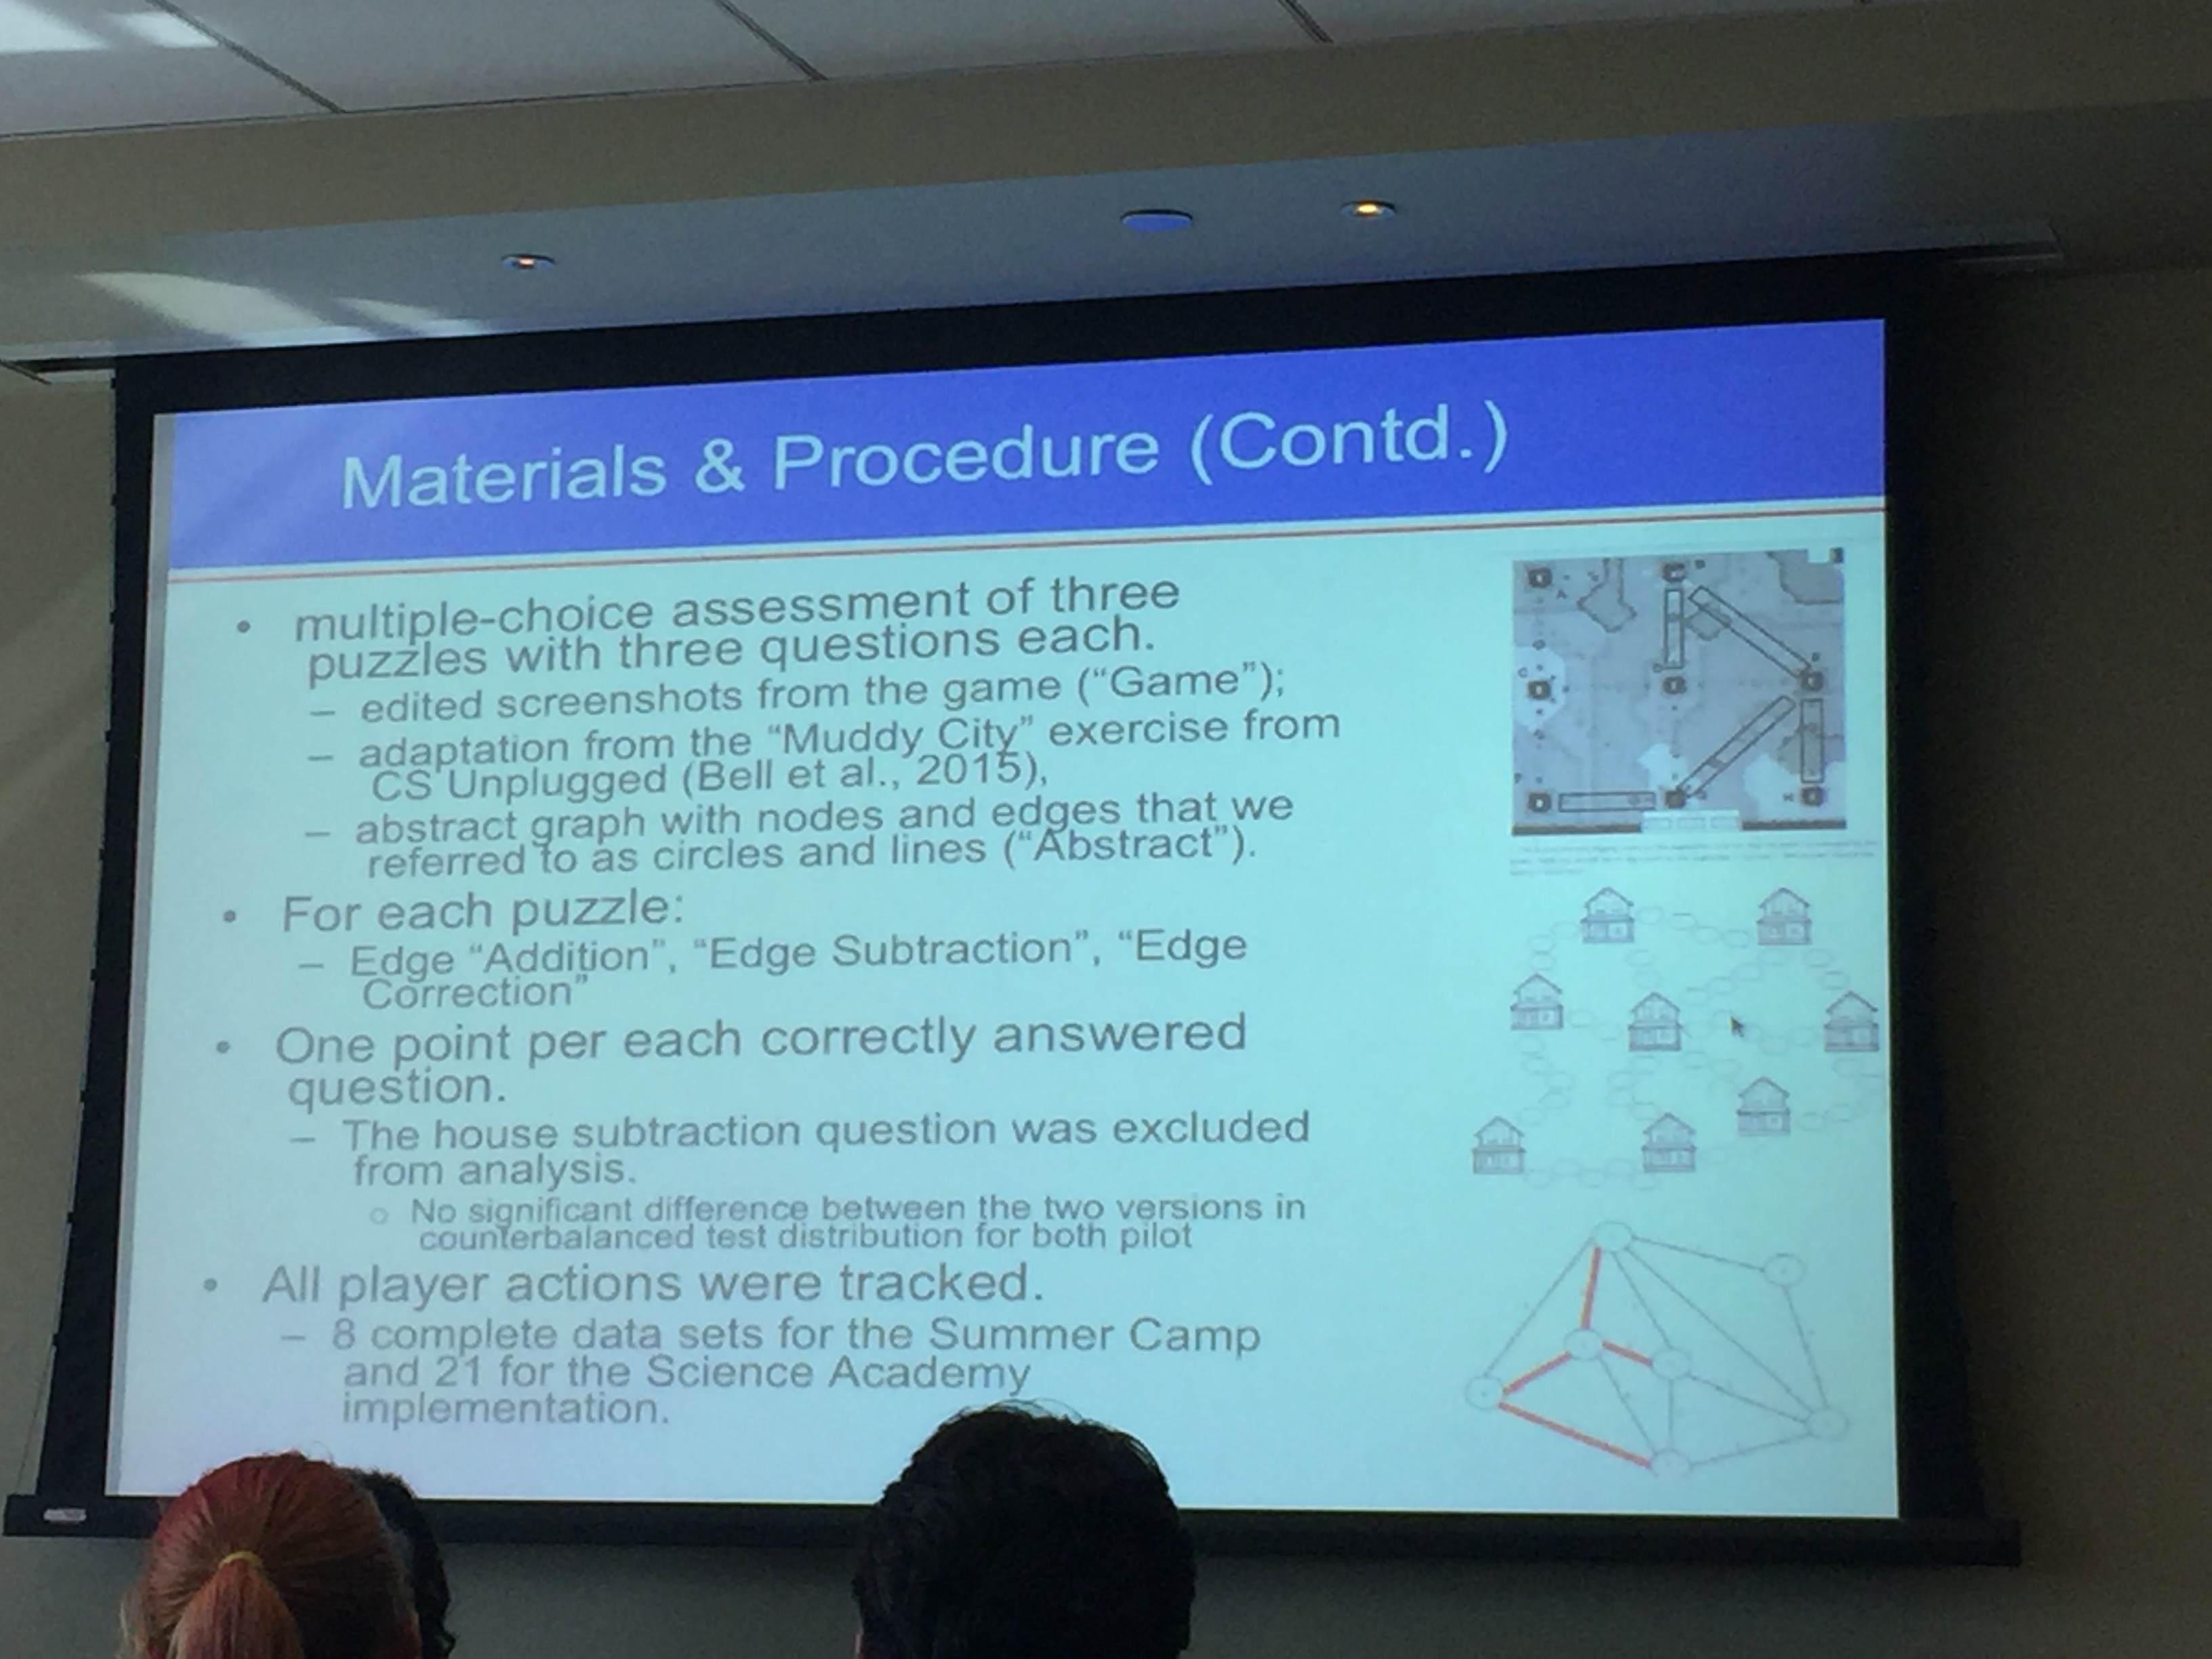 Materials & Procedure (Contd.)
• multiple-choice assessment of three
puzzles with three questions each.
– edited screenshots from the game (“Game”);
– adaptation from the “Muddy City” exercise from
CS Unplugged (Bell et al., 2015),
– abstract graph with nodes and edges that we
referred to as circles and lines (“Abstract”).
• For each puzzle:
– Edge “Addition”, “Edge Subtraction”, “Edge
Correction”
• One point per each correctly answered
question.
– The house subtraction question was excluded
from analysis.
○ No significant difference between the two versions in
counterbalanced test distribution for both pilot
• All player actions were tracked.
– 8 complete data sets for the Summer Camp
and 21 for the Science Academy
implementation.